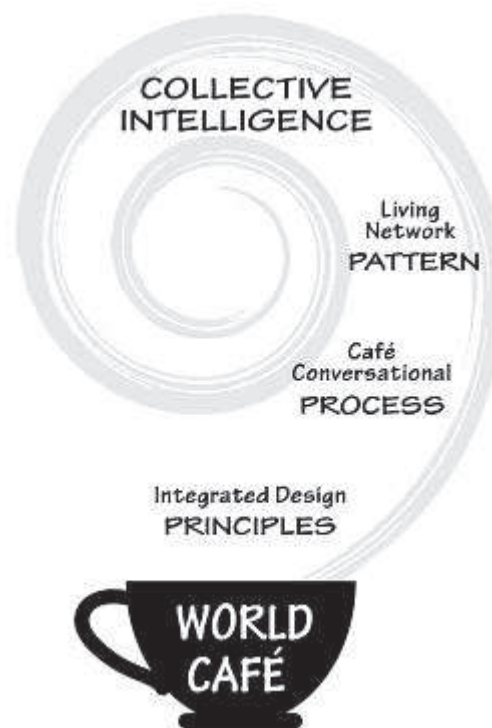 COLLECTIVE
INTELLIGENCE
Living
Network
PATTERN
Café
Conversational
PROCESS
Integrated Design
PRINCIPLES
WORLD
CAFÉ